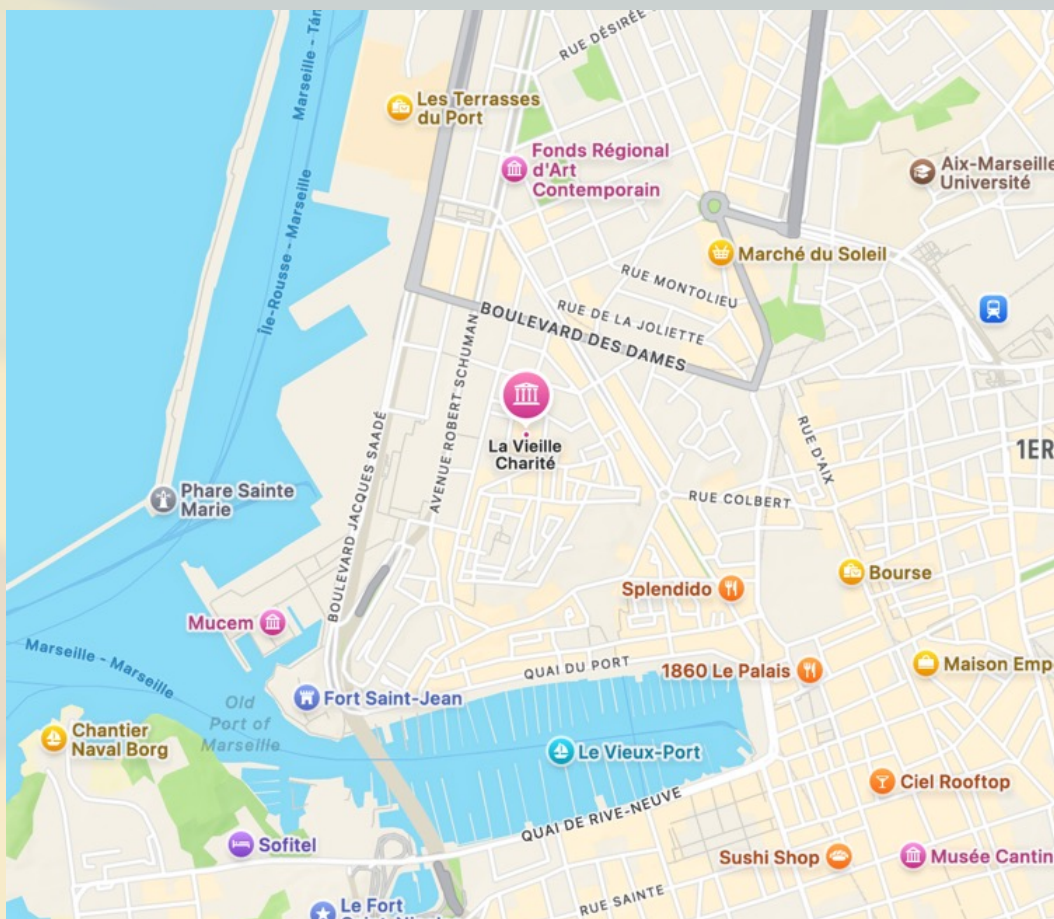 RUE DÉSIRÉE
Marseille - Tán
Les Terrasses
du Port
Fonds Régional
d'Art
Contemporain
Aix-Marseille
Université
Île-Rousse - Marseille
Marché du Soleil
RUE MONTOLIEU
RUE DE LA JOLIETTE
BOULEVARD DES DAMES
AVENUE ROBERT SCHUMAN
La Vieille
Charité
BOULEVARD JACQUES SAADÉ
RUE D'AIX
1ER
Phare Sainte
Marie
RUE COLBERT
Bourse
Splendido
Mucem
Marseille - Marseille
QUAI DU PORT
1860 Le Palais
Maison Emp
Fort Saint-Jean
Old
Port of
Marseille
Chantier
Naval Borg
Le Vieux-Port
Ciel Rooftop
QUAI DE RIVE-NEUVE
Sofitel
Sushi Shop
Musée Cantin
RUE SAINTE
Le Fort